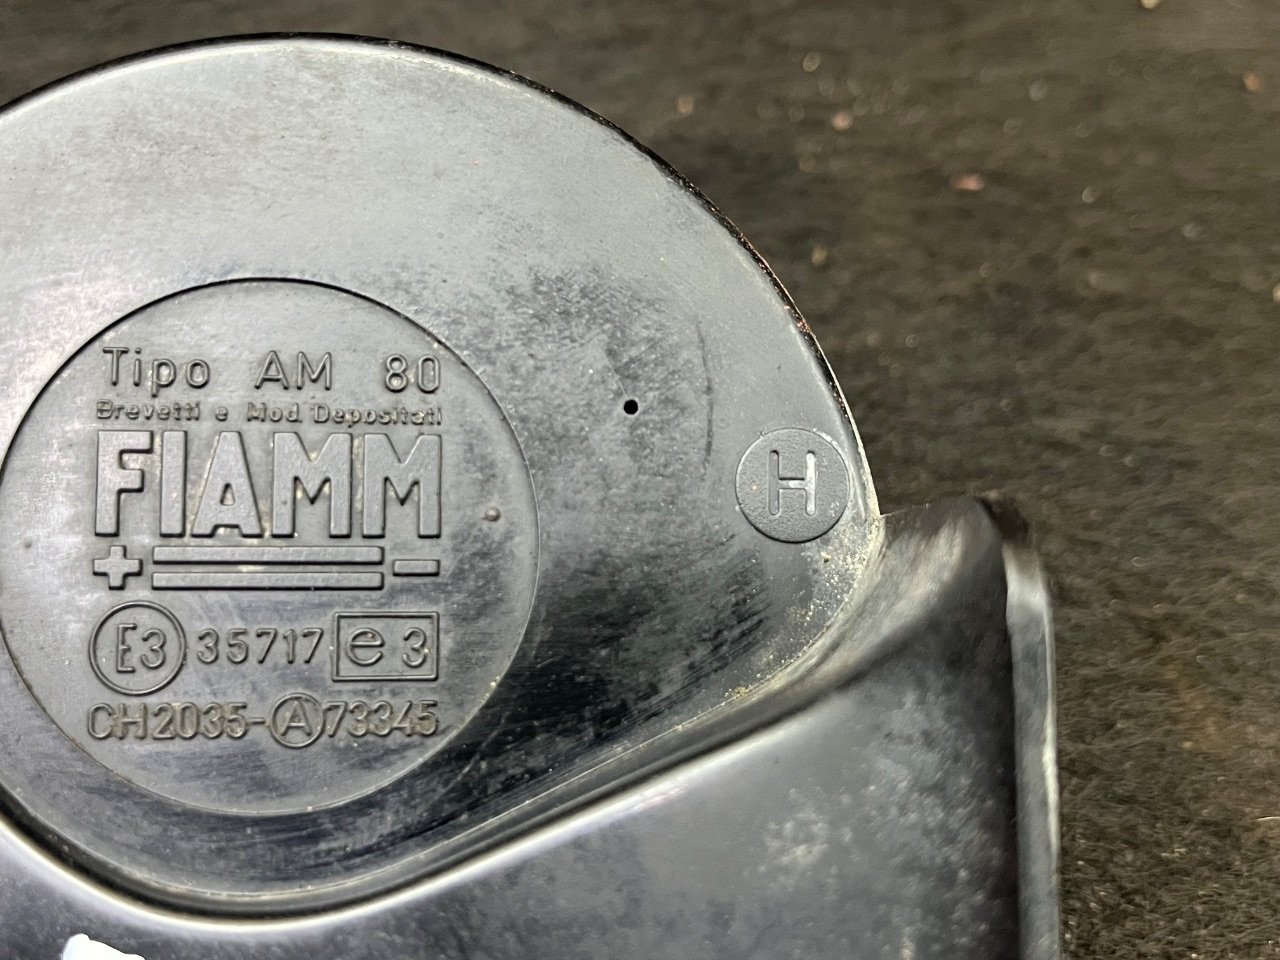 Tipo AM 80
Brevetti e Mod Depositati
FIAMM
+ −
E3 35717 e 3
CH2035-A73345
H